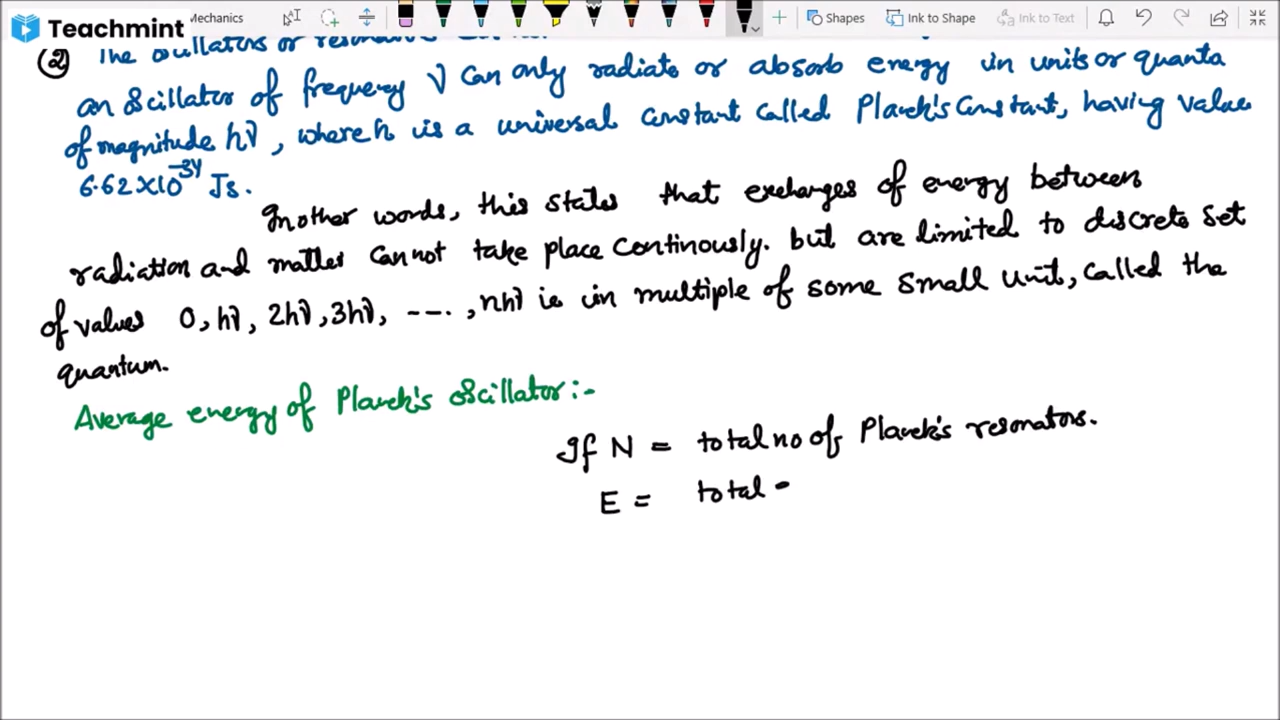 Teachmint
Mechanics
Shapes
Ink to Shape
Ink to Text
② The oscillators or
an oscillator of frequency ν can only radiate or absorb energy in units or quanta
of magnitude hν, where h is a universal constant called Planck's constant, having value
6.62×10⁻³⁴ Js.
In other words, this states that exchanges of energy between
radiation and matter cannot take place continously. but are limited to discrete set
of values 0, hν, 2hν, 3hν, ---., nhν ie in multiple of some small unit, called the
quantum.
Average energy of Planck's oscillator:-
If N = total no of Planck's resonators.
E = total